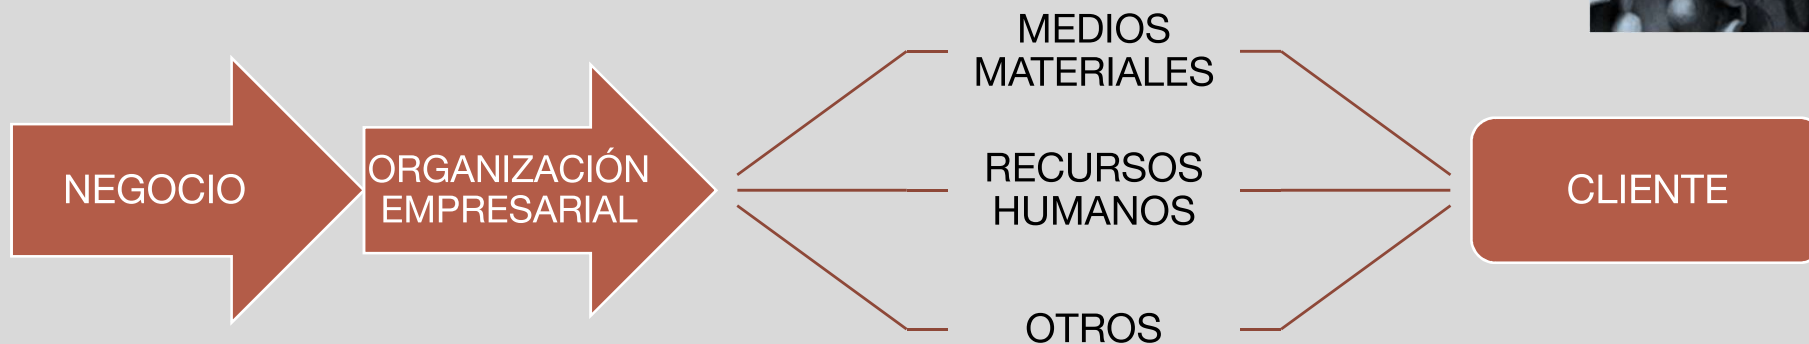 NEGOCIO
ORGANIZACIÓN
EMPRESARIAL
MEDIOS
MATERIALES
RECURSOS
HUMANOS
OTROS
CLIENTE